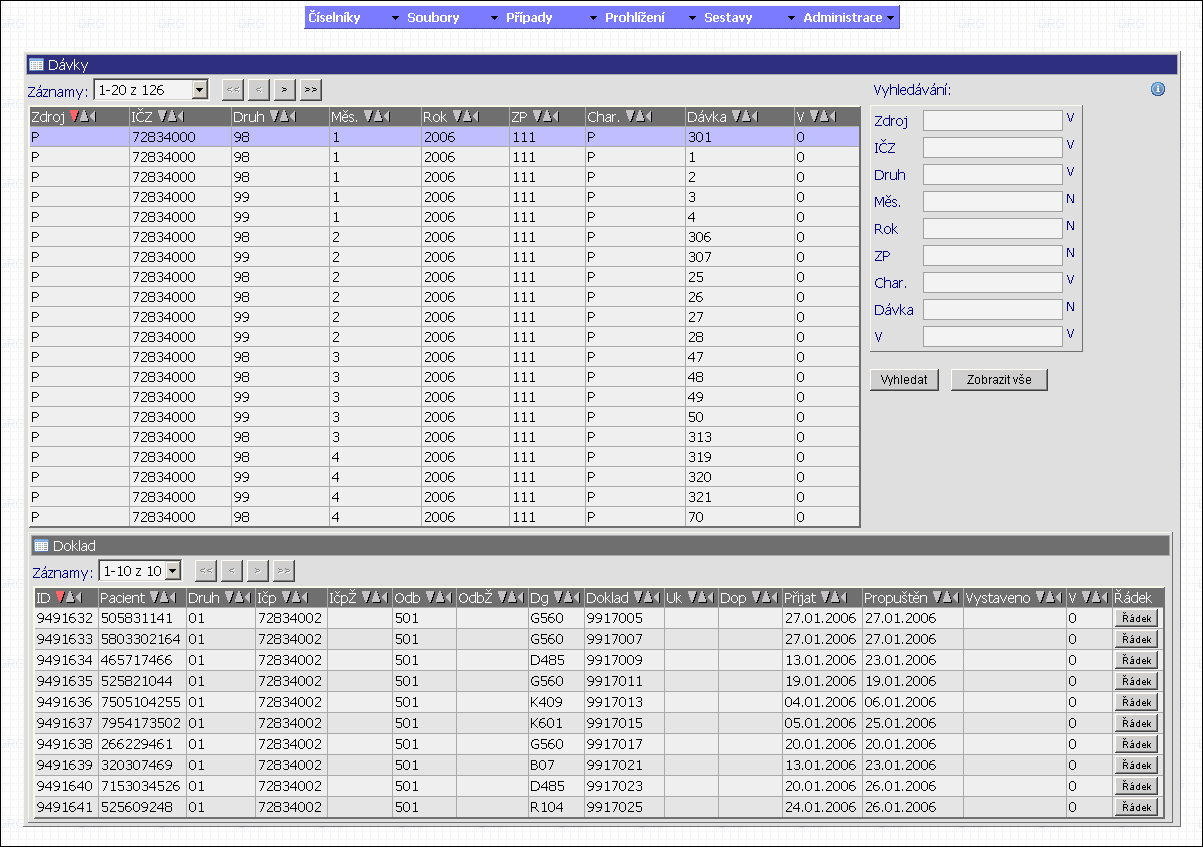 Číselníky Soubory Případy Prohlížení Sestavy Administrace
Dávky
Záznamy: 1-20 z 126 << < > >>
Zdroj IČZ Druh Měs. Rok ZP Char. Dávka V
P 72834000 98 1 2006 111 P 301 0
P 72834000 98 1 2006 111 P 1 0
P 72834000 98 1 2006 111 P 2 0
P 72834000 99 1 2006 111 P 3 0
P 72834000 99 1 2006 111 P 4 0
P 72834000 98 2 2006 111 P 306 0
P 72834000 99 2 2006 111 P 307 0
P 72834000 98 2 2006 111 P 25 0
P 72834000 98 2 2006 111 P 26 0
P 72834000 99 2 2006 111 P 27 0
P 72834000 99 2 2006 111 P 28 0
P 72834000 98 3 2006 111 P 47 0
P 72834000 98 3 2006 111 P 48 0
P 72834000 99 3 2006 111 P 49 0
P 72834000 99 3 2006 111 P 50 0
P 72834000 98 3 2006 111 P 313 0
P 72834000 98 4 2006 111 P 319 0
P 72834000 99 4 2006 111 P 320 0
P 72834000 99 4 2006 111 P 321 0
P 72834000 98 4 2006 111 P 70 0
Vyhledávání:
Zdroj V
IČZ V
Druh V
Měs. N
Rok N
ZP N
Char. V
Dávka N
V V
Vyhledat Zobrazit vše
Doklad
Záznamy: 1-10 z 10 << < > >>
ID Pacient Druh Ičp IčpŽ Odb OdbŽ Dg Doklad Uk Dop Přijat Propuštěn Vystaveno V Řádek
9491632 505831141 01 72834002 501 G560 9917005 27.01.2006 27.01.2006 0 Řádek
9491633 5803302164 01 72834002 501 G560 9917007 27.01.2006 27.01.2006 0 Řádek
9491634 465717466 01 72834002 501 D485 9917009 13.01.2006 23.01.2006 0 Řádek
9491635 525821044 01 72834002 501 G560 9917011 19.01.2006 19.01.2006 0 Řádek
9491636 7505104255 01 72834002 501 K409 9917013 04.01.2006 06.01.2006 0 Řádek
9491637 7954173502 01 72834002 501 K601 9917015 05.01.2006 25.01.2006 0 Řádek
9491638 266229461 01 72834002 501 G560 9917017 20.01.2006 20.01.2006 0 Řádek
9491639 320307469 01 72834002 501 B07 9917021 13.01.2006 23.01.2006 0 Řádek
9491640 7153034526 01 72834002 501 D485 9917023 20.01.2006 26.01.2006 0 Řádek
9491641 525609248 01 72834002 501 R104 9917025 24.01.2006 26.01.2006 0 Řádek